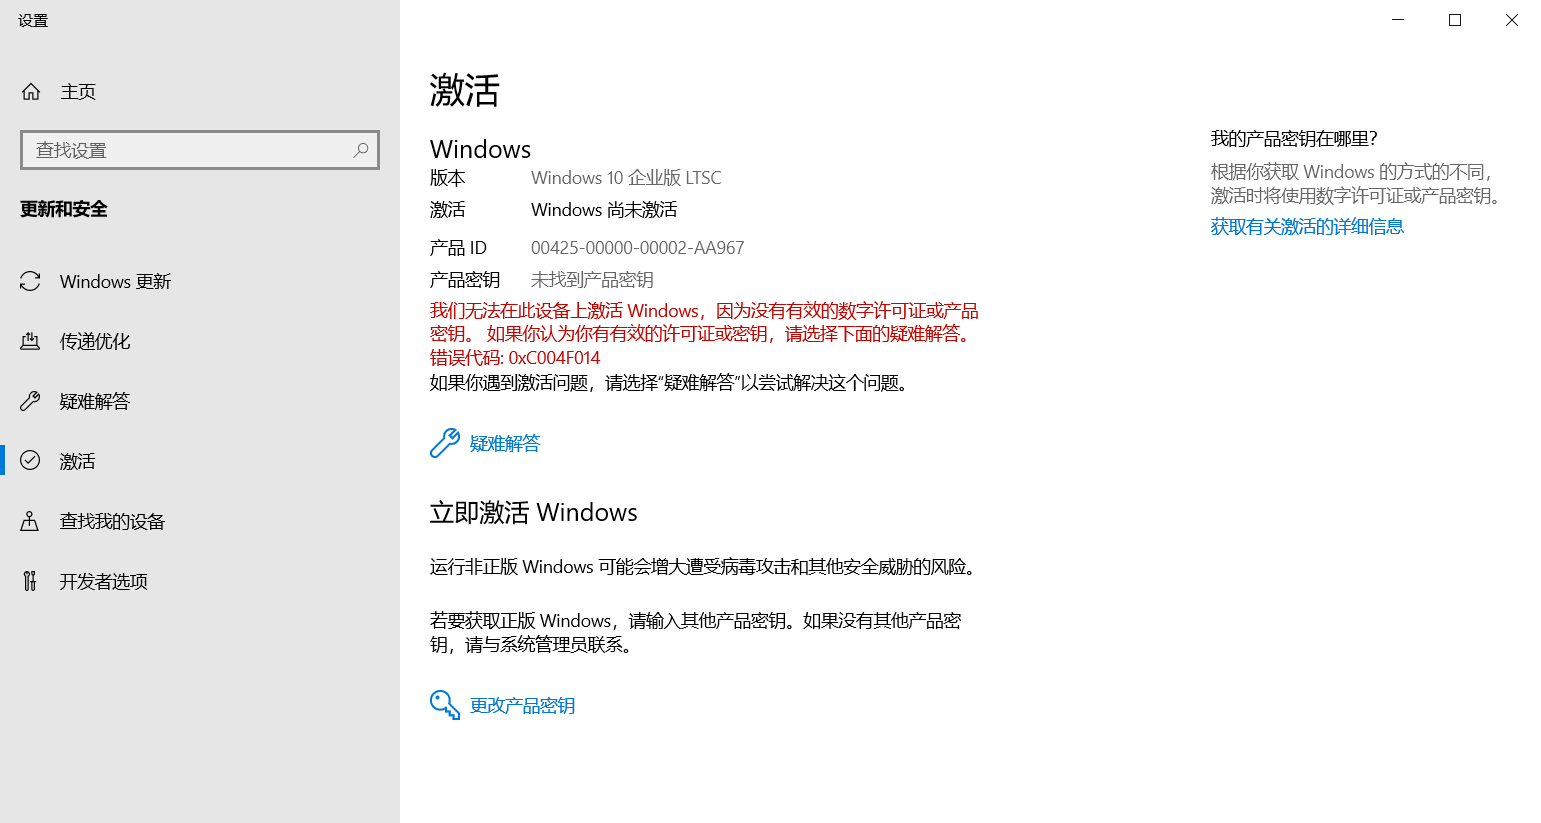 设置
主页
查找设置
更新和安全
Windows 更新
传递优化
疑难解答
激活
查找我的设备
开发者选项
激活
Windows
版本 Windows 10 企业版 LTSC
激活 Windows 尚未激活
产品 ID 00425-00000-00002-AA967
产品密钥 未找到产品密钥
我们无法在此设备上激活 Windows，因为没有有效的数字许可证或产品
密钥。 如果你认为你有有效的许可证或密钥，请选择下面的疑难解答。
错误代码: 0xC004F014
如果你遇到激活问题，请选择“疑难解答”以尝试解决这个问题。
疑难解答
立即激活 Windows
运行非正版 Windows 可能会增大遭受病毒攻击和其他安全威胁的风险。
若要获取正版 Windows，请输入其他产品密钥。如果没有其他产品密
钥，请与系统管理员联系。
更改产品密钥
我的产品密钥在哪里?
根据你获取 Windows 的方式的不同，
激活时将使用数字许可证或产品密钥。
获取有关激活的详细信息